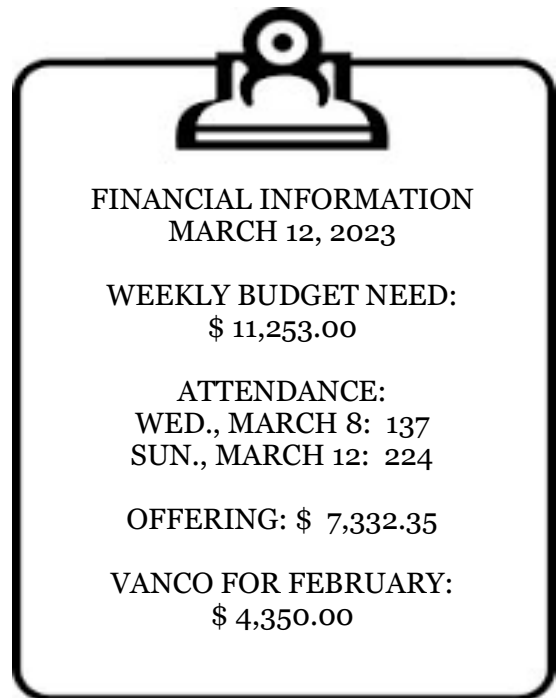 FINANCIAL INFORMATION
MARCH 12, 2023
WEEKLY BUDGET NEED:
$ 11,253.00
ATTENDANCE:
WED., MARCH 8:  137
SUN., MARCH 12:  224
OFFERING: $  7,332.35
VANCO FOR FEBRUARY:
$ 4,350.00